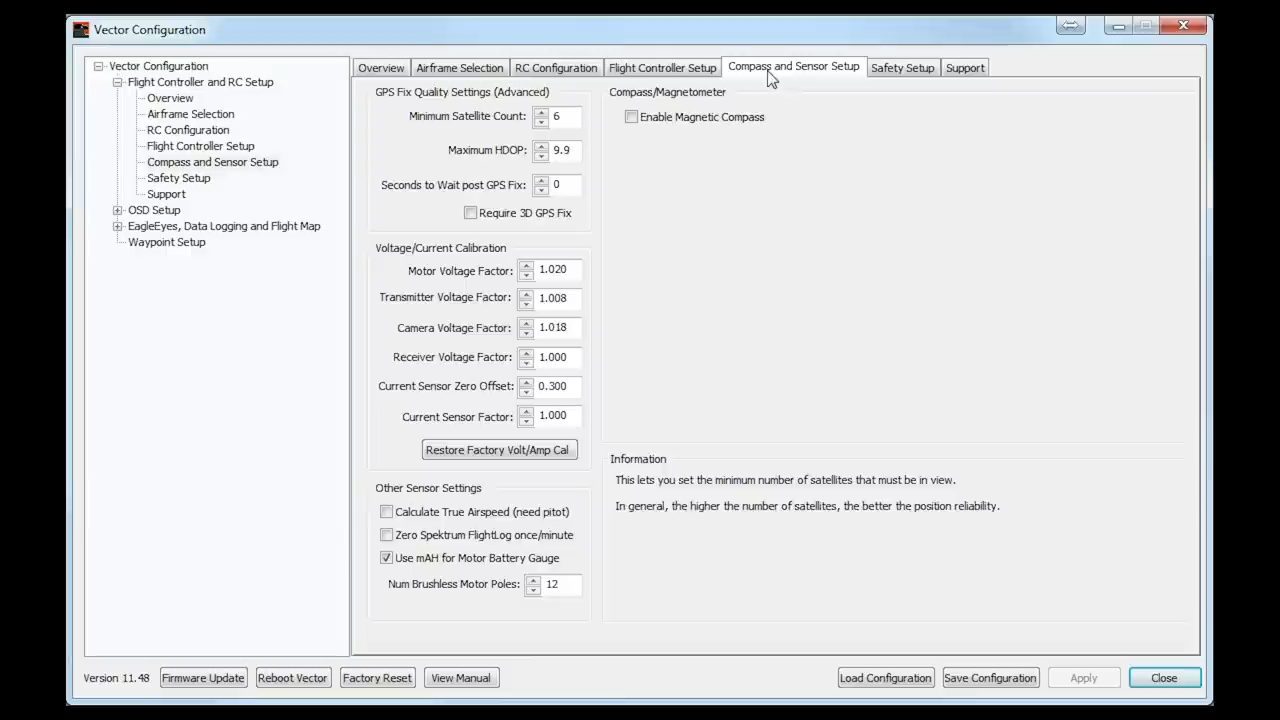 Vector Configuration
Vector Configuration
Flight Controller and RC Setup
Overview
Airframe Selection
RC Configuration
Flight Controller Setup
Compass and Sensor Setup
Safety Setup
Support
OSD Setup
EagleEyes, Data Logging and Flight Map
Waypoint Setup
Overview Airframe Selection RC Configuration Flight Controller Setup Compass and Sensor Setup Safety Setup Support
GPS Fix Quality Settings (Advanced)
Minimum Satellite Count: 6
Maximum HDOP: 9.9
Seconds to Wait post GPS Fix: 0
Require 3D GPS Fix
Voltage/Current Calibration
Motor Voltage Factor: 1.020
Transmitter Voltage Factor: 1.008
Camera Voltage Factor: 1.018
Receiver Voltage Factor: 1.000
Current Sensor Zero Offset: 0.300
Current Sensor Factor: 1.000
Restore Factory Volt/Amp Cal
Other Sensor Settings
Calculate True Airspeed (need pitot)
Zero Spektrum FlightLog once/minute
Use mAH for Motor Battery Gauge
Num Brushless Motor Poles: 12
Compass/Magnetometer
Enable Magnetic Compass
Information
This lets you set the minimum number of satellites that must be in view.
In general, the higher the number of satellites, the better the position reliability.
Version 11.48 Firmware Update Reboot Vector Factory Reset View Manual Load Configuration Save Configuration Apply Close